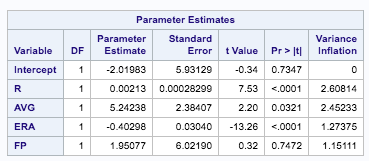 Parameter Estimates
Variable DF Parameter Estimate Standard Error t Value Pr > |t| Variance Inflation
Intercept 1 -2.01983 5.93129 -0.34 0.7347 0
R 1 0.00213 0.00028299 7.53 <.0001 2.60814
AVG 1 5.24238 2.38407 2.20 0.0321 2.45233
ERA 1 -0.40298 0.03040 -13.26 <.0001 1.27375
FP 1 1.95077 6.02190 0.32 0.7472 1.15111